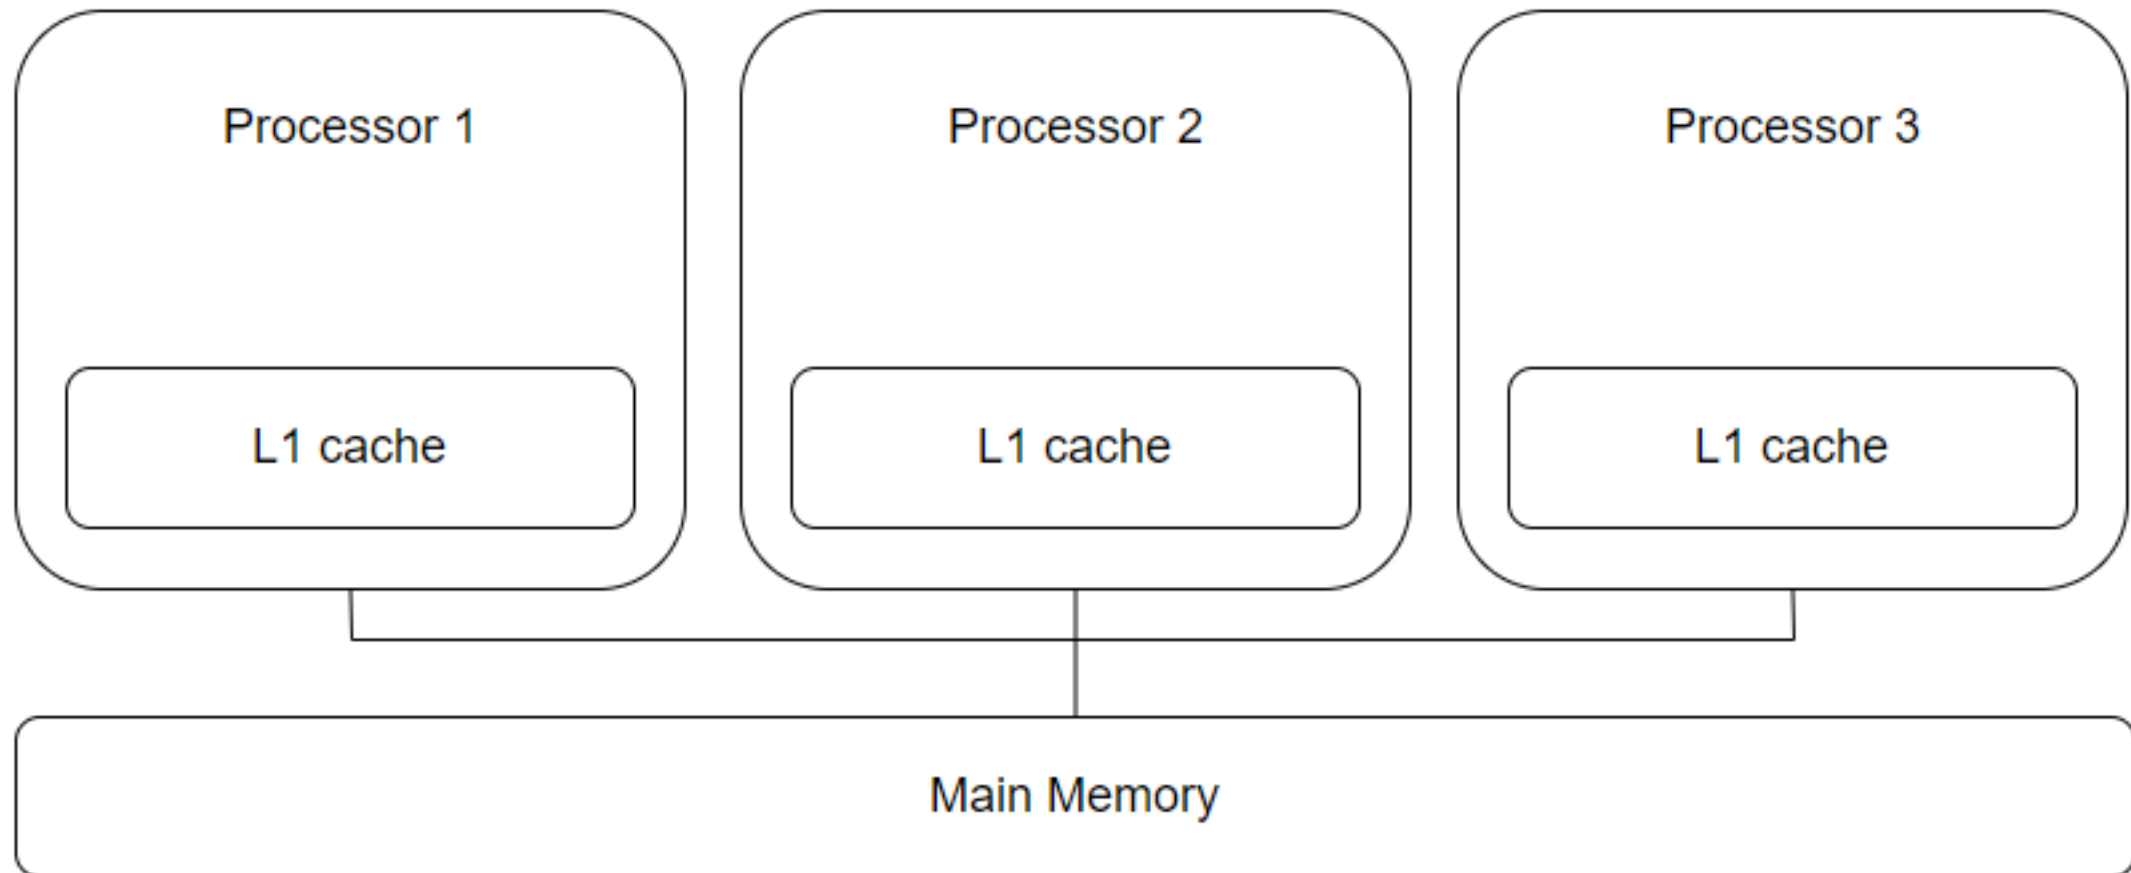 Processor 1
Processor 2
Processor 3
L1 cache
L1 cache
L1 cache
Main Memory